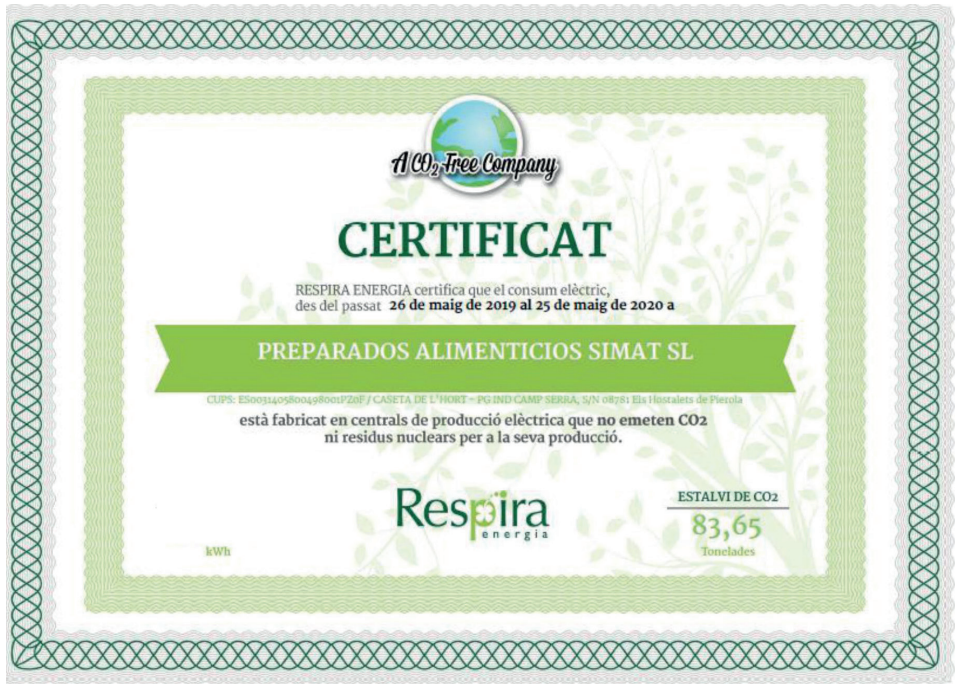 A CO₂ Free Company
CERTIFICAT
RESPIRA ENERGIA certifica que el consum elèctric,
des del passat 26 de maig de 2019 al 25 de maig de 2020 a
PREPARADOS ALIMENTICIOS SIMAT SL
CUPS: ES0031405800498001PZ0F / CASETA DE L'HORT - PG IND CAMP SERRA, S/N 08781 Els Hostalets de Pierola
està fabricat en centrals de producció elèctrica que no emeten CO2
ni residus nuclears per a la seva producció.
Respira
energia
ESTALVI DE CO2
83,65
Tonelades
kWh